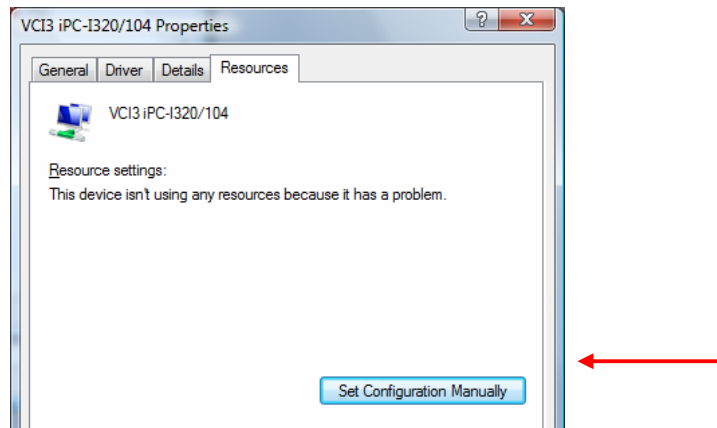 VCI3 iPC-I320/104 Properties
General Driver Details Resources
VCI3 iPC-I320/104
Resource settings:
This device isn't using any resources because it has a problem.
Set Configuration Manually